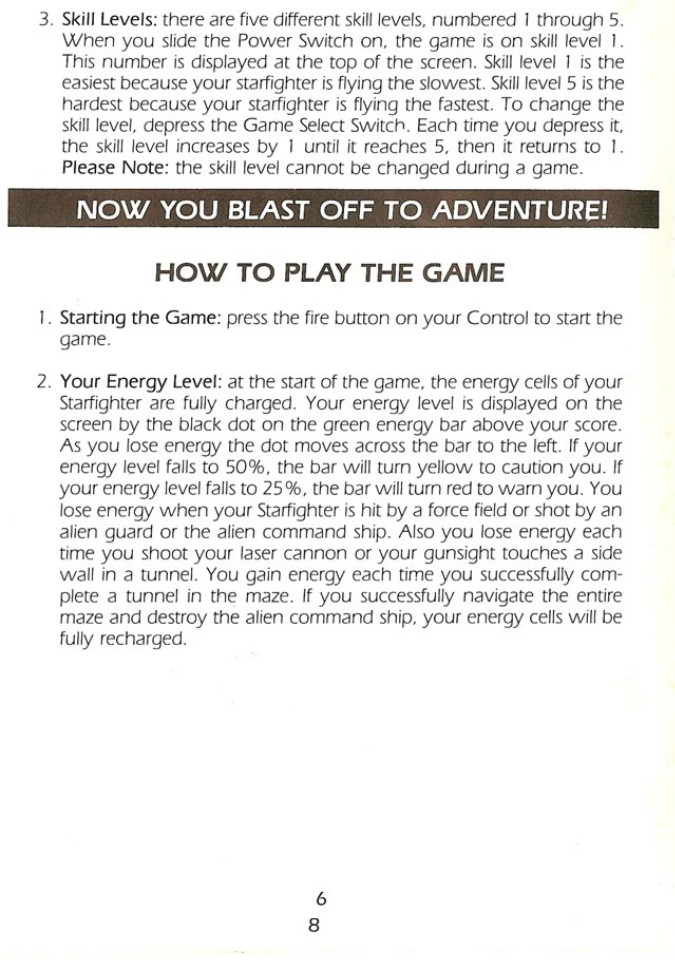 3. Skill Levels: there are five different skill levels, numbered 1 through 5.
When you slide the Power Switch on, the game is on skill level 1.
This number is displayed at the top of the screen. Skill level 1 is the
easiest because your starfighter is flying the slowest. Skill level 5 is the
hardest because your starfighter is flying the fastest. To change the
skill level, depress the Game Select Switch. Each time you depress it,
the skill level increases by 1 until it reaches 5, then it returns to 1.
Please Note: the skill level cannot be changed during a game.
NOW YOU BLAST OFF TO ADVENTURE!
HOW TO PLAY THE GAME
1. Starting the Game: press the fire button on your Control to start the
game.
2. Your Energy Level: at the start of the game, the energy cells of your
Starfighter are fully charged. Your energy level is displayed on the
screen by the black dot on the green energy bar above your score.
As you lose energy the dot moves across the bar to the left. If your
energy level falls to 50%, the bar will turn yellow to caution you. If
your energy level falls to 25%, the bar will turn red to warn you. You
lose energy when your Starfighter is hit by a force field or shot by an
alien guard or the alien command ship. Also you lose energy each
time you shoot your laser cannon or your gunsight touches a side
wall in a tunnel. You gain energy each time you successfully com-
plete a tunnel in the maze. If you successfully navigate the entire
maze and destroy the alien command ship, your energy cells will be
fully recharged.
6
8